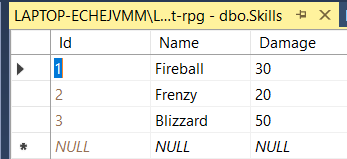 LAPTOP-ECHEJVMM\L...t-rpg - dbo.Skills
Id Name Damage
1 Fireball 30
2 Frenzy 20
3 Blizzard 50
NULL NULL NULL